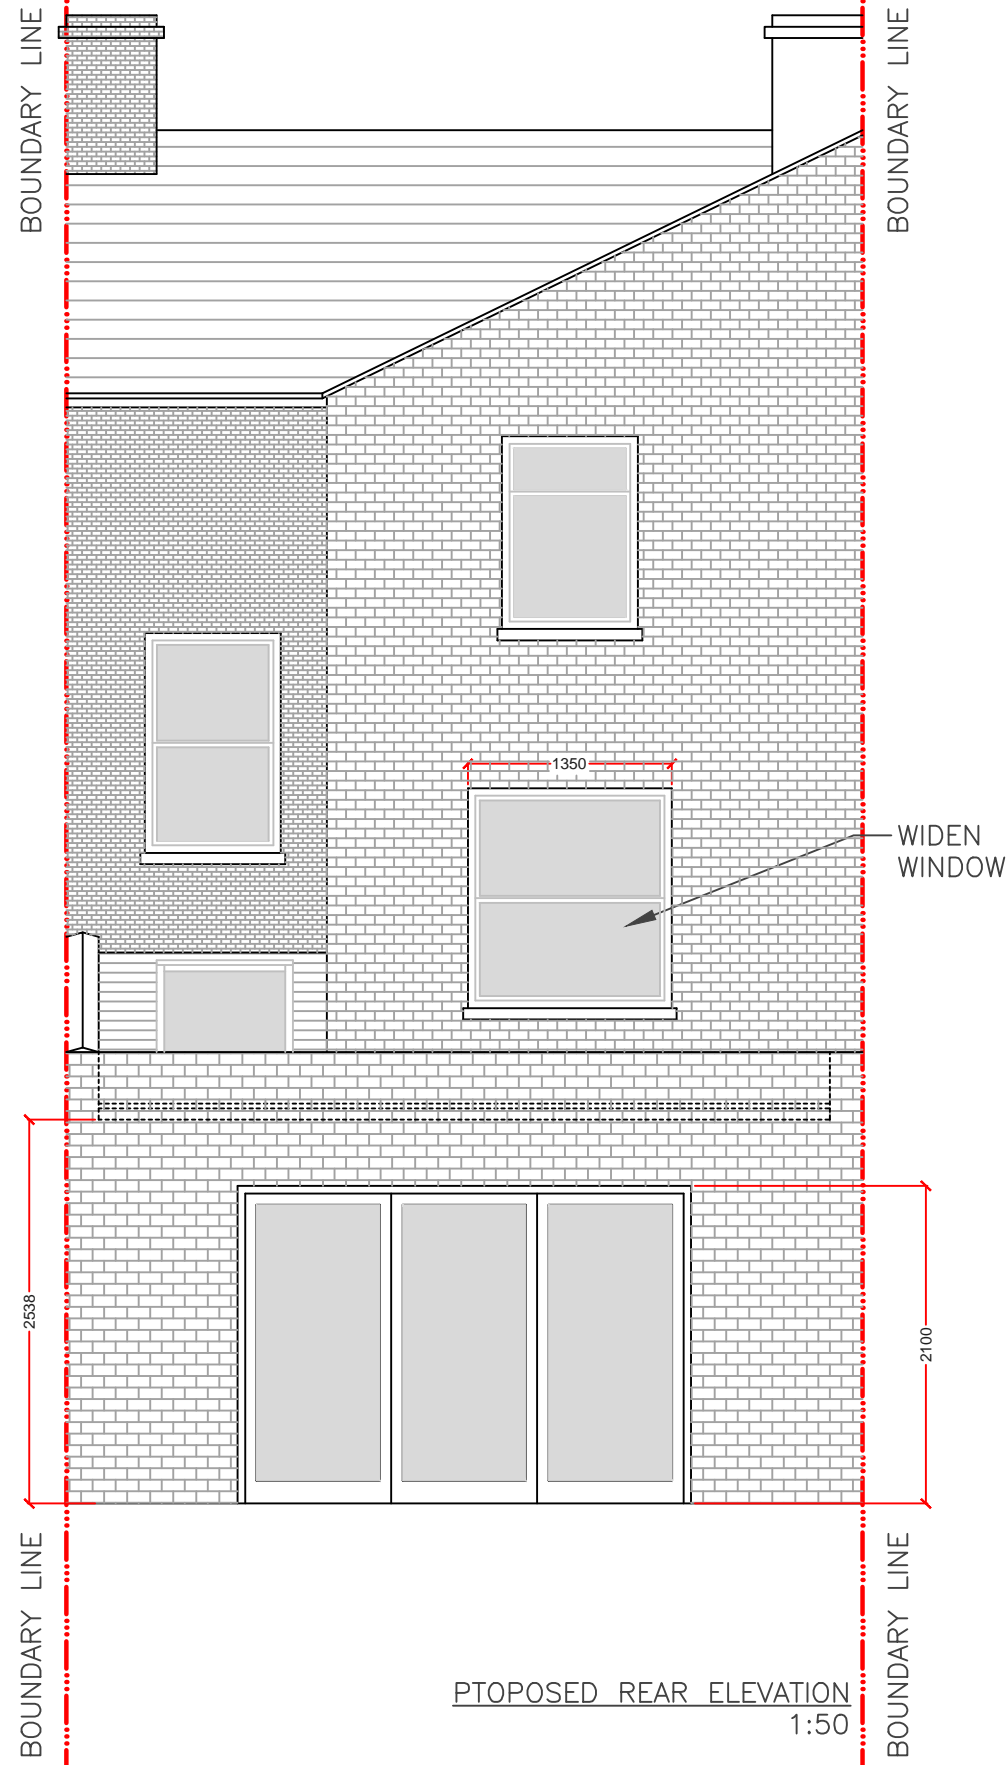 BOUNDARY LINE
BOUNDARY LINE
1350
WIDEN
WINDOW
2538
2100
BOUNDARY LINE
BOUNDARY LINE
PTOPOSED REAR ELEVATION
1:50